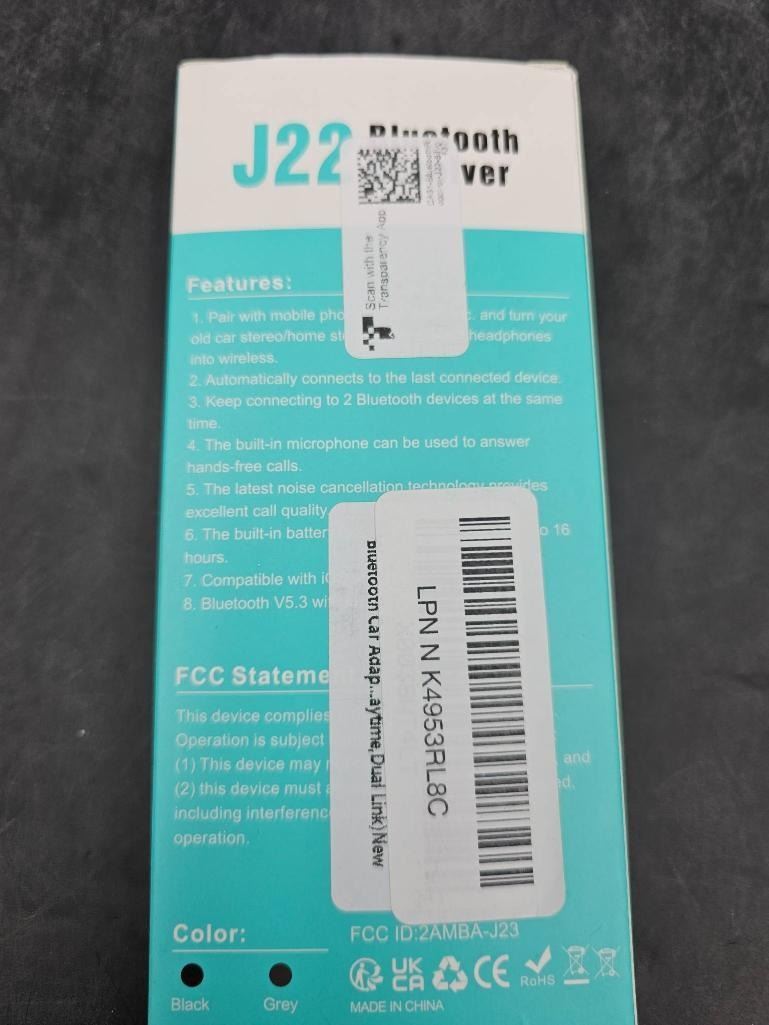 J22 Bluetooth
ver
Scan with the
Transparency App
Features:
1. Pair with mobile pho c. and turn your
old car stereo/home st headphones
into wireless.
2. Automatically connects to the last connected device.
3. Keep connecting to 2 Bluetooth devices at the same
time.
4. The built-in microphone can be used to answer
hands-free calls.
5. The latest noise cancellation technology provides
excellent call quality.
6. The built-in batter o 16
hours.
7. Compatible with iO
8. Bluetooth V5.3 wi
Bluetooth Car Adap...aytime,Dual Link)New
LPN N K4953RL8C
FCC Stateme
This device complies
Operation is subject
(1) This device may and
(2) this device must a ed,
including interference
operation.
Color:
Black
Grey
FCC ID:2AMBA-J23
UK
CA
CE
RoHS
MADE IN CHINA